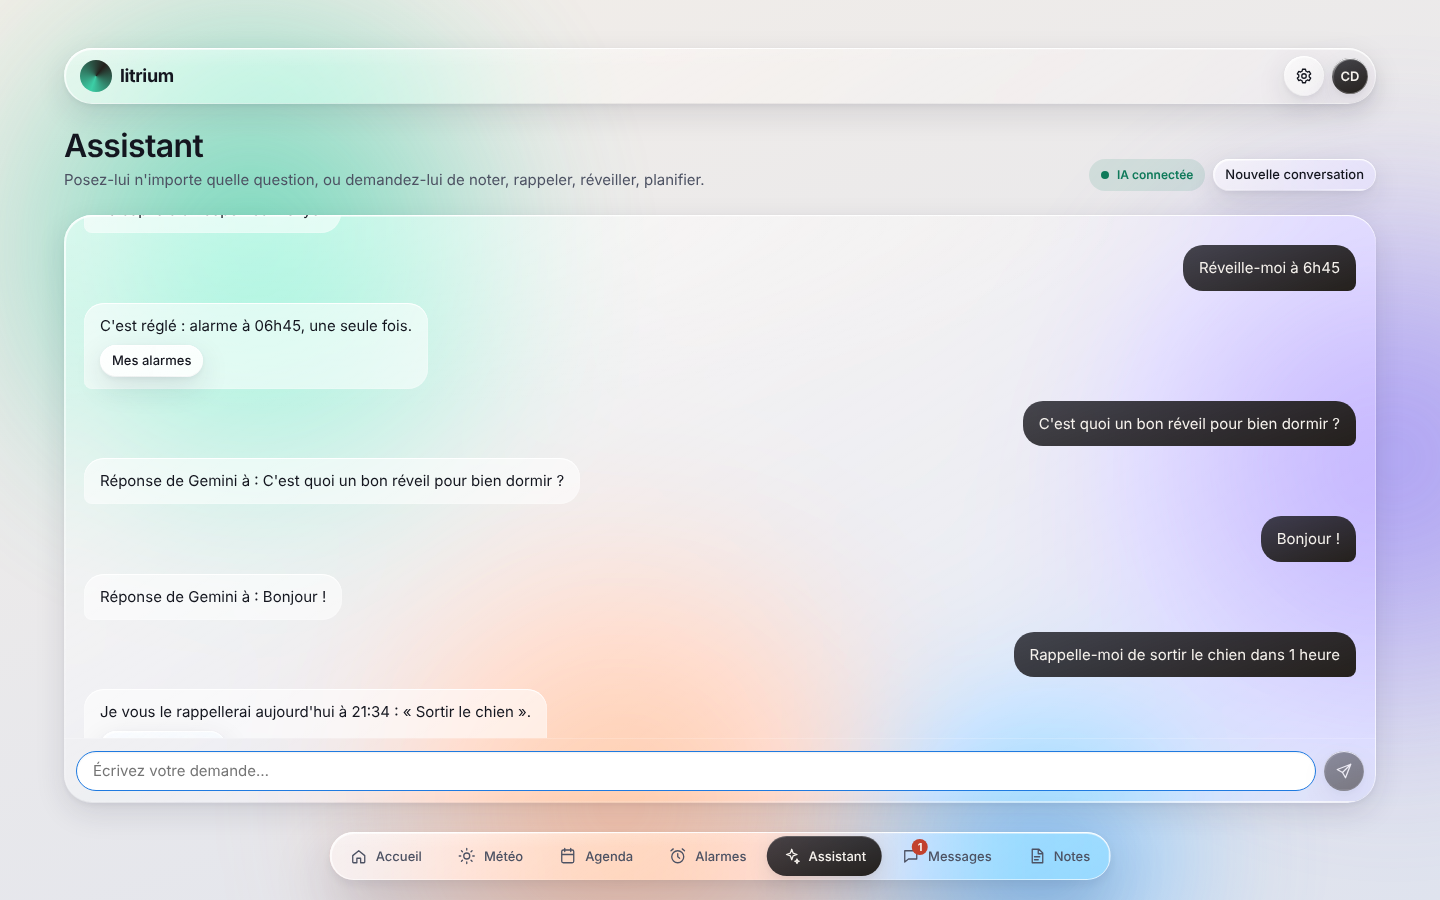 litrium
CD
Assistant
Posez-lui n'importe quelle question, ou demandez-lui de noter, rappeler, réveiller, planifier.
IA connectée
Nouvelle conversation
Réveille-moi à 6h45
C'est réglé : alarme à 06h45, une seule fois.
Mes alarmes
C'est quoi un bon réveil pour bien dormir ?
Réponse de Gemini à : C'est quoi un bon réveil pour bien dormir ?
Bonjour !
Réponse de Gemini à : Bonjour !
Rappelle-moi de sortir le chien dans 1 heure
Je vous le rappellerai aujourd'hui à 21:34 : « Sortir le chien ».
Écrivez votre demande...
Accueil
Météo
Agenda
Alarmes
Assistant
1
Messages
Notes